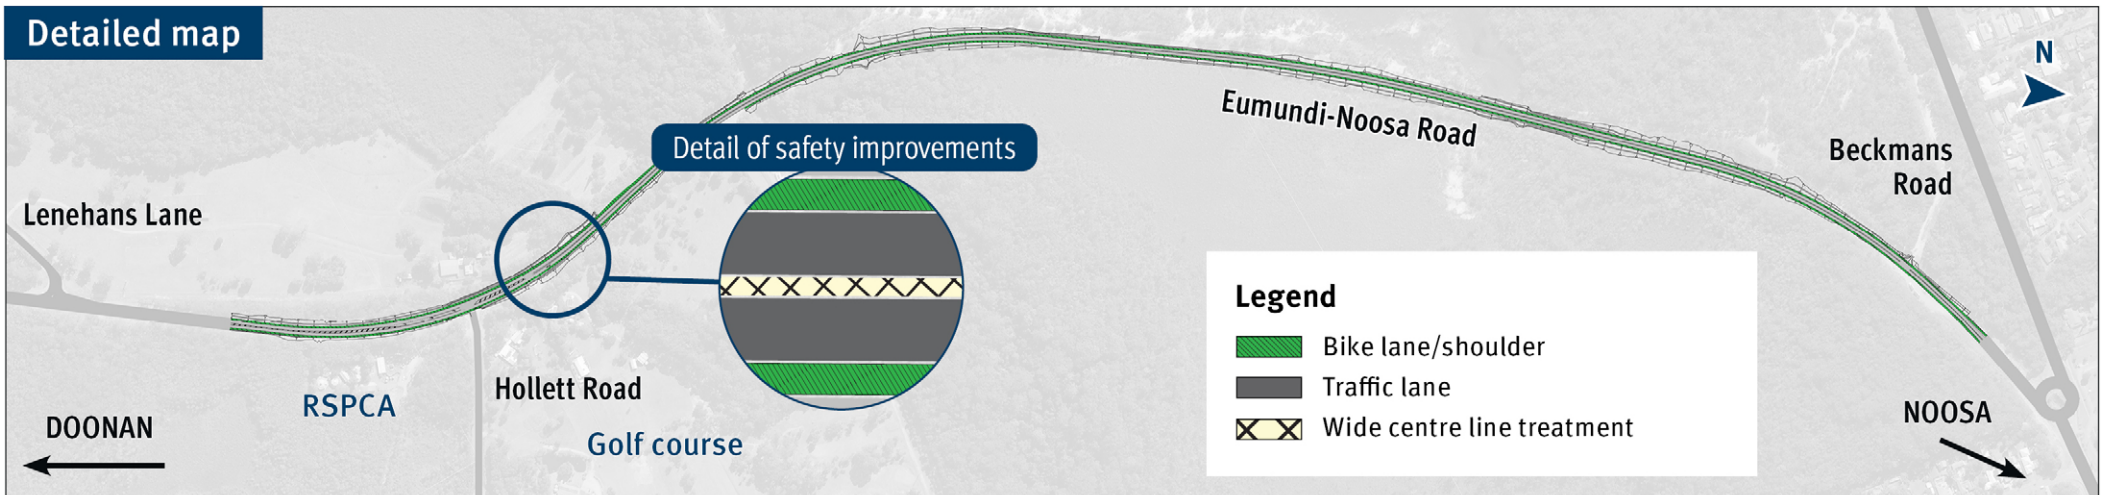 Detailed map
N
Eumundi-Noosa Road
Detail of safety improvements
Beckmans
Road
Lenehans Lane
Legend
Bike lane/shoulder
Traffic lane
Wide centre line treatment
Hollett Road
RSPCA
DOONAN
Golf course
NOOSA